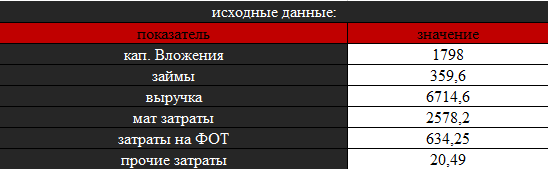 исходные данные:
показатель значение
кап. Вложения 1798
займы 359,6
выручка 6714,6
мат затраты 2578,2
затраты на ФОТ 634,25
прочие затраты 20,49